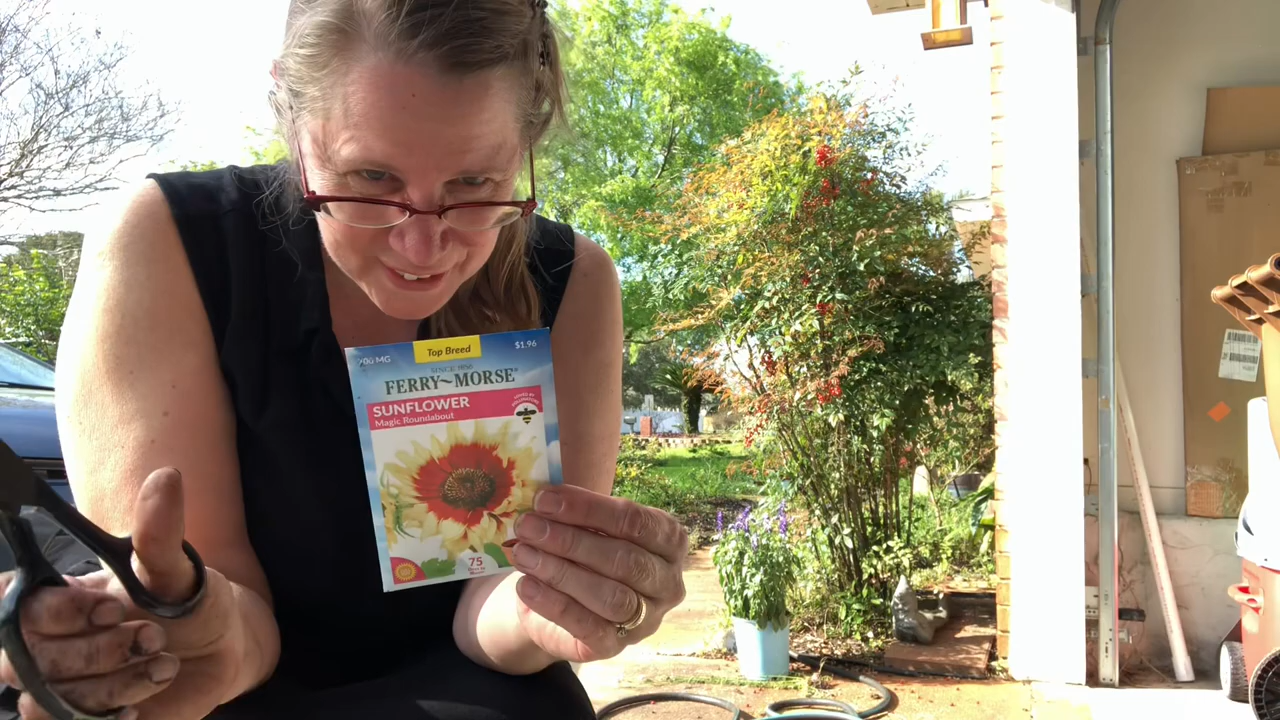 Top Breed
200 MG
$1.96
SINCE 1856
FERRY~MORSE®
SUNFLOWER
Magic Roundabout
75